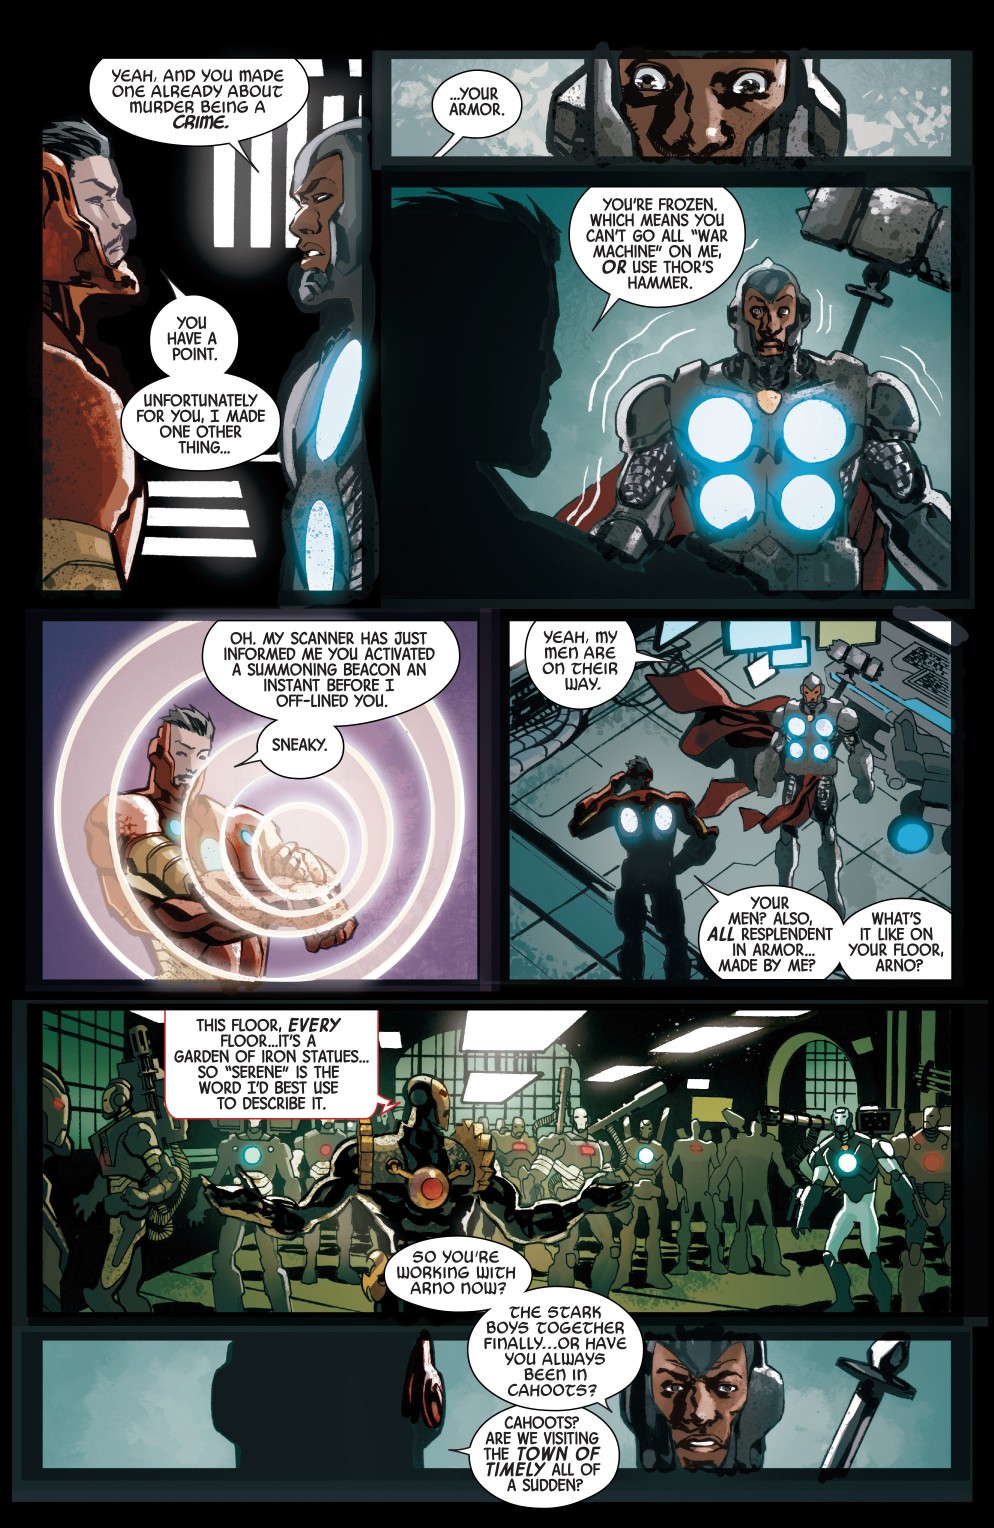 YEAH, AND YOU MADE
ONE ALREADY ABOUT
MURDER BEING A
CRIME.
YOU
HAVE A
POINT.
UNFORTUNATELY
FOR YOU, I MADE
ONE OTHER
THING...
...YOUR
ARMOR.
YOU'RE FROZEN.
WHICH MEANS YOU
CAN'T GO ALL "WAR
MACHINE" ON ME,
OR USE THOR'S
HAMMER.
OH. MY SCANNER HAS JUST
INFORMED ME YOU ACTIVATED
A SUMMONING BEACON AN
INSTANT BEFORE I
OFF-LINED YOU.
SNEAKY.
YEAH, MY
MEN ARE
ON THEIR
WAY.
YOUR
MEN? ALSO,
ALL RESPLENDENT
IN ARMOR...
MADE BY ME?
WHAT'S
IT LIKE ON
YOUR FLOOR,
ARNO?
THIS FLOOR, EVERY
FLOOR...IT'S A
GARDEN OF IRON STATUES...
SO "SERENE" IS THE
WORD I'D BEST USE
TO DESCRIBE IT.
SO YOU'RE
WORKING WITH
ARNO NOW?
THE STARK
BOYS TOGETHER
FINALLY...OR HAVE
YOU ALWAYS
BEEN IN
CAHOOTS?
CAHOOTS?
ARE WE VISITING
THE TOWN OF
TIMELY ALL OF
A SUDDEN?